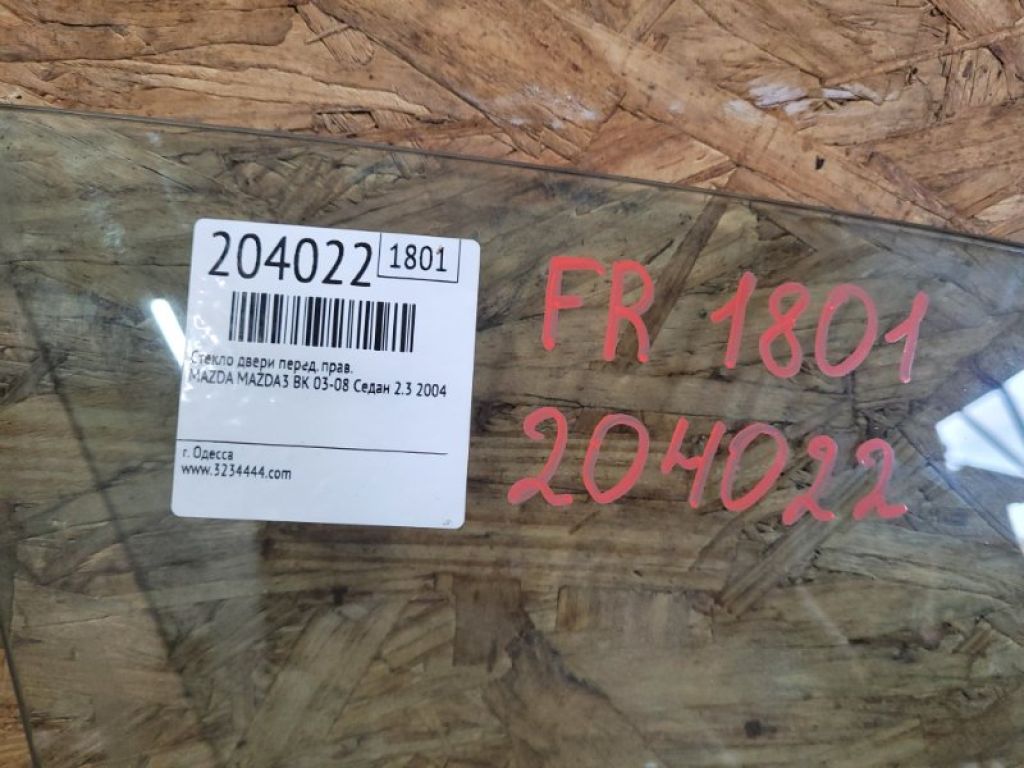 204022 1801
Стекло двери перед. прав.
MAZDA MAZDA3 BK 03-08 Седан 2.3 2004
г. Одесса
www.3234444.com
FR 1801
204022